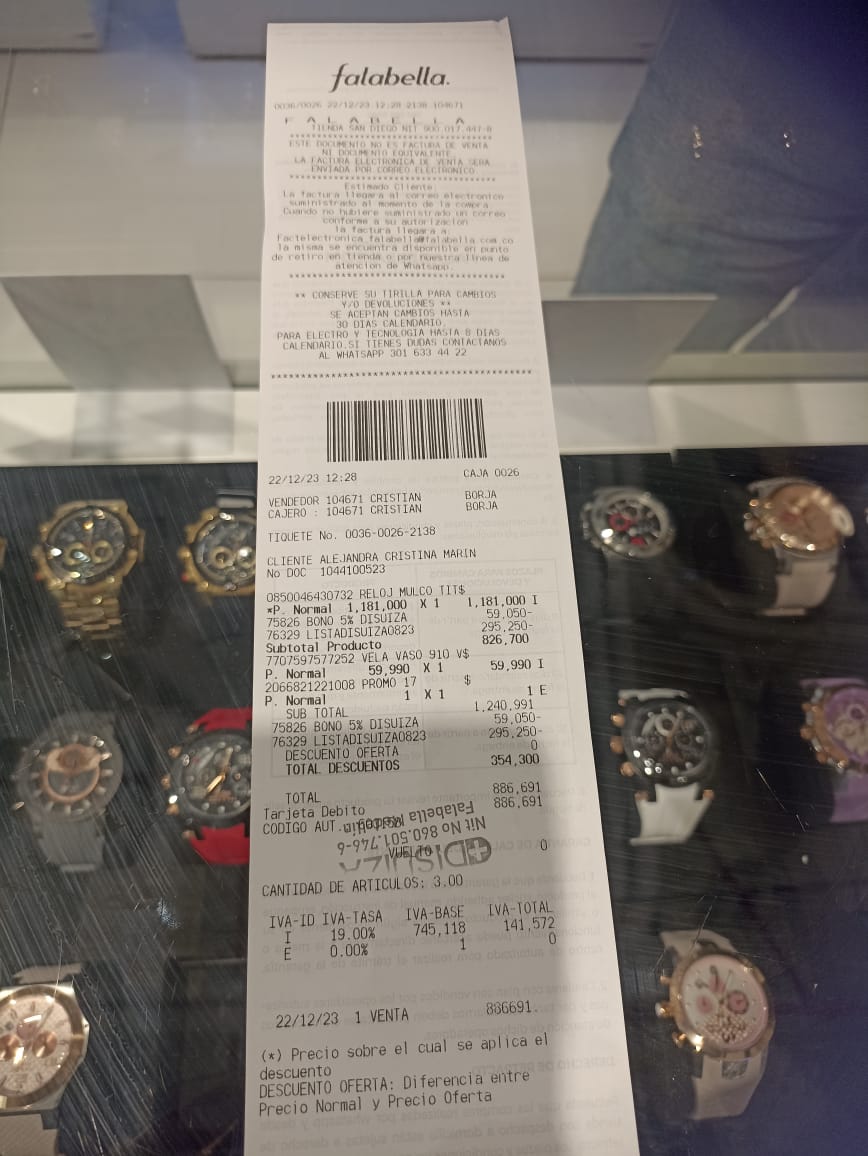 falabella.
0036/0026 22/12/23 12:28 2138 104671
F A L A B E L L A
TIENDA SAN DIEGO NIT 900.017.447-8
****************************************
ESTE DOCUMENTO NO ES FACTURA DE VENTA
NI DOCUMENTO EQUIVALENTE.
LA FACTURA ELECTRONICA DE VENTA SERA
ENVIADA POR CORREO ELECTRONICO.
****************************************
Estimado Cliente:
La factura llegara al correo electronico
suministrado al momento de la compra
Cuando no hubiere suministrado un correo
conforme a su autorizacion
la factura llegara a:
Factelectronica_falabella@falabella.com.co
la misma se encuentra disponible en punto
de retiro en tienda o por nuestra linea de
atencion de Whatsapp.
****************************************
** CONSERVE SU TIRILLA PARA CAMBIOS
Y/O DEVOLUCIONES **
SE ACEPTAN CAMBIOS HASTA
30 DIAS CALENDARIO.
PARA ELECTRO Y TECNOLOGIA HASTA 8 DIAS
CALENDARIO.SI TIENES DUDAS CONTACTANOS
AL WHATSAPP 301 633 44 22
****************************************
22/12/23 12:28 CAJA 0026
VENDEDOR 104671 CRISTIAN BORJA
CAJERO : 104671 CRISTIAN BORJA
TIQUETE No. 0036-0026-2138
CLIENTE ALEJANDRA CRISTINA MARIN
No DOC 1044100523
0850046430732 RELOJ MULCO TIT$
*P. Normal 1,181,000 X 1 1,181,000 I
75826 BONO 5% DISUIZA 59,050-
76329 LISTADISUIZA0823 295,250-
Subtotal Producto 826,700
7707597577252 VELA VASO 910 V$
P. Normal 59,990 X 1 59,990 I
2066821221008 PROMO 17 $
P. Normal 1 X 1 1 E
SUB TOTAL 1,240,991
75826 BONO 5% DISUIZA 59,050-
76329 LISTADISUIZA0823 295,250-
DESCUENTO OFERTA 0
TOTAL DESCUENTOS 354,300
TOTAL 886,691
Tarjeta Debito 886,691
CODIGO AUT.
VUELTO 0
DISUIZA
Nit No 860.501.746-6
Falabella
CANTIDAD DE ARTICULOS: 3.00
IVA-ID IVA-TASA IVA-BASE IVA-TOTAL
I 19.00% 745,118 141,572
E 0.00% 1 0
22/12/23 1 VENTA 886691.
(*) Precio sobre el cual se aplica el
descuento
DESCUENTO OFERTA: Diferencia entre
Precio Normal y Precio Oferta